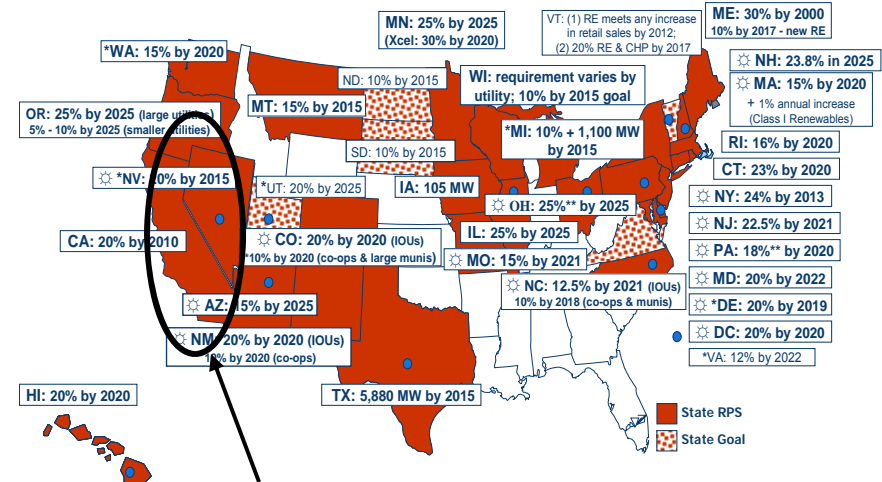 MN: 25% by 2025
(Xcel: 30% by 2020)
VT: (1) RE meets any increase
in retail sales by 2012;
(2) 20% RE & CHP by 2017
ME: 30% by 2000
10% by 2017 - new RE
*WA: 15% by 2020
☼ NH: 23.8% in 2025
ND: 10% by 2015
WI: requirement varies by
utility; 10% by 2015 goal
☼ MA: 15% by 2020
+ 1% annual increase
(Class I Renewables)
MT: 15% by 2015
OR: 25% by 2025 (large utilities)
5% - 10% by 2025 (smaller utilities)
*MI: 10% + 1,100 MW
by 2015
RI: 16% by 2020
SD: 10% by 2015
CT: 23% by 2020
☼ *NV: 20% by 2015
*UT: 20% by 2025
IA: 105 MW
☼ OH: 25%** by 2025
☼ NY: 24% by 2013
☼ NJ: 22.5% by 2021
CA: 20% by 2010
☼ CO: 20% by 2020 (IOUs)
*10% by 2020 (co-ops & large munis)
IL: 25% by 2025
☼ PA: 18%** by 2020
☼ MO: 15% by 2021
☼ MD: 20% by 2022
☼ NC: 12.5% by 2021 (IOUs)
10% by 2018 (co-ops & munis)
☼ AZ: 15% by 2025
☼ *DE: 20% by 2019
☼ NM: 20% by 2020 (IOUs)
10% by 2020 (co-ops)
☼ DC: 20% by 2020
*VA: 12% by 2022
HI: 20% by 2020
TX: 5,880 MW by 2015
State RPS
State Goal